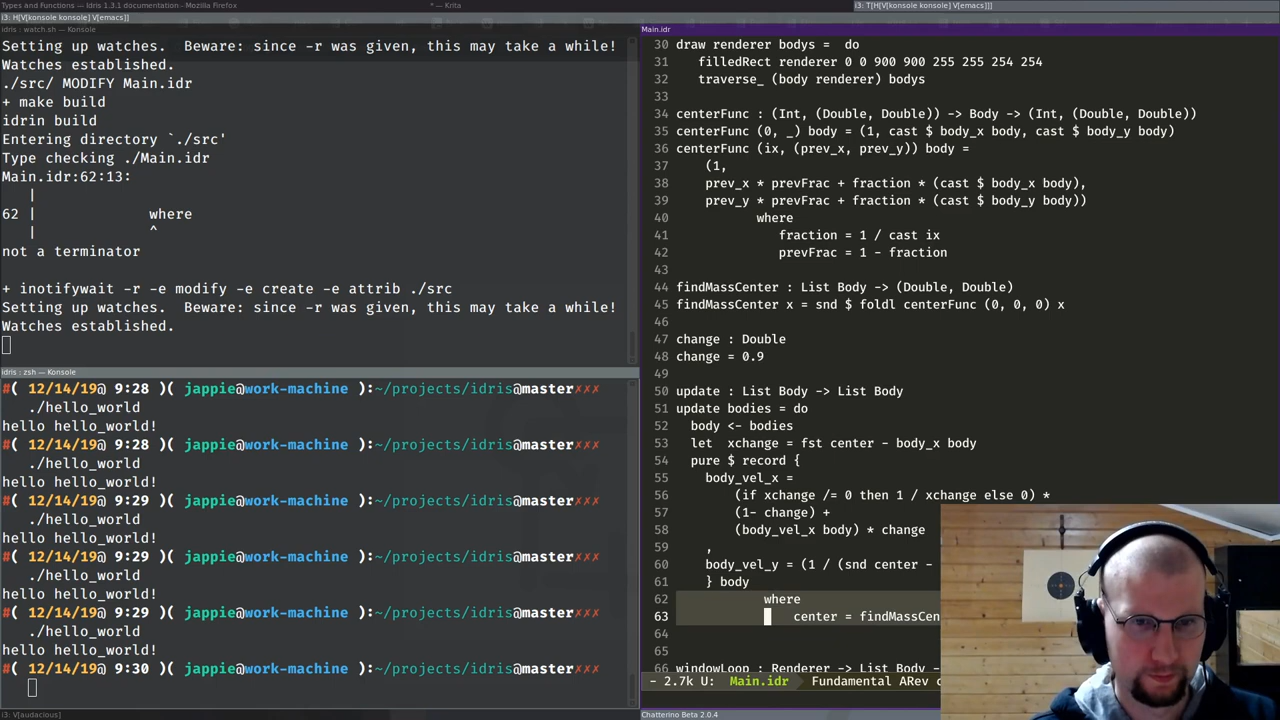 Types and Functions — Idris 1.3.1 documentation - Mozilla Firefox
* — Krita
i3: T[H[V[konsole konsole] V[emacs]]]
i3: H[V[konsole konsole] V[emacs]]
idris : watch.sh — Konsole
Setting up watches.  Beware: since -r was given, this may take a while!
Watches established.
./src/ MODIFY Main.idr
+ make build
idrin build
Entering directory `./src'
Type checking ./Main.idr
Main.idr:62:13:
|
62 |             where
|             ^
not a terminator
+ inotifywait -r -e modify -e create -e attrib ./src
Setting up watches.  Beware: since -r was given, this may take a while!
Watches established.
idris : zsh — Konsole
#( 12/14/19@ 9:28 )( jappie@work-machine ):~/projects/idris@master✗✗✗
./hello_world
hello hello_world!
#( 12/14/19@ 9:28 )( jappie@work-machine ):~/projects/idris@master✗✗✗
./hello_world
hello hello_world!
#( 12/14/19@ 9:29 )( jappie@work-machine ):~/projects/idris@master✗✗✗
./hello_world
hello hello_world!
#( 12/14/19@ 9:29 )( jappie@work-machine ):~/projects/idris@master✗✗✗
./hello_world
hello hello_world!
#( 12/14/19@ 9:29 )( jappie@work-machine ):~/projects/idris@master✗✗✗
./hello_world
hello hello_world!
#( 12/14/19@ 9:30 )( jappie@work-machine ):~/projects/idris@master✗✗✗
i3: V[audacious]
Main.idr
30 draw renderer bodys =  do
31    filledRect renderer 0 0 900 900 255 255 254 254
32    traverse_ (body renderer) bodys
33
34 centerFunc : (Int, (Double, Double)) -> Body -> (Int, (Double, Double))
35 centerFunc (0, _) body = (1, cast $ body_x body, cast $ body_y body)
36 centerFunc (ix, (prev_x, prev_y)) body =
37     (1,
38     prev_x * prevFrac + fraction * (cast $ body_x body),
39     prev_y * prevFrac + fraction * (cast $ body_y body))
40              where
41                 fraction = 1 / cast ix
42                 prevFrac = 1 - fraction
43
44 findMassCenter : List Body -> (Double, Double)
45 findMassCenter x = snd $ foldl centerFunc (0, 0, 0) x
46
47 change : Double
48 change = 0.9
49
50 update : List Body -> List Body
51 update bodies = do
52   body <- bodies
53   let  xchange = fst center - body_x body
54   pure $ record {
55     body_vel_x =
56         (if xchange /= 0 then 1 / xchange else 0) *
57         (1- change) +
58         (body_vel_x body) * change
59     ,
60     body_vel_y = (1 / (snd center -
61     } body
62             where
63                 center = findMassCen
64
65
66 windowLoop : Renderer -> List Body -
- 2.7k U:  Main.idr  Fundamental ARev
Chatterino Beta 2.0.4